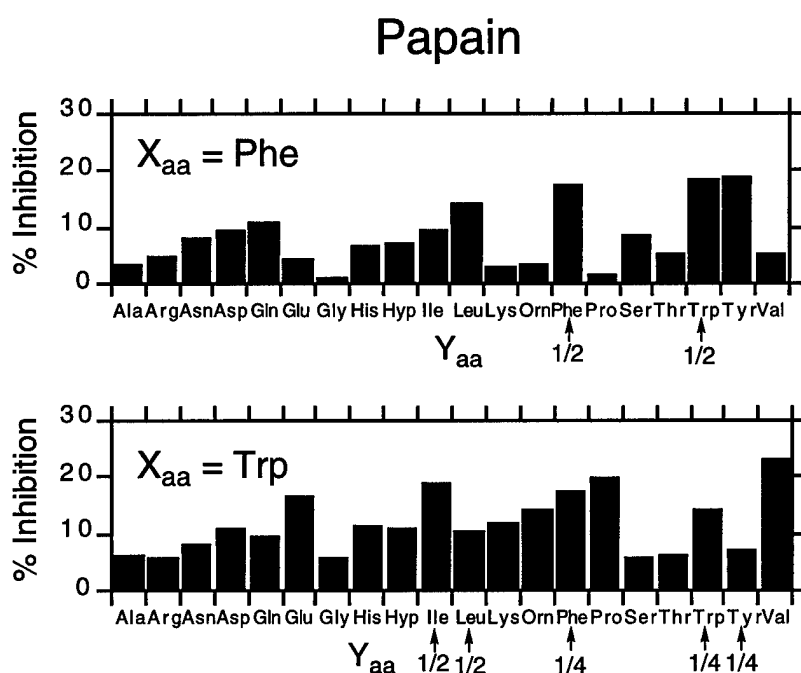 Papain
30
20
10
0
% Inhibition
Xaa = Phe
Ala Arg Asn Asp Gln Glu Gly His Hyp Ile Leu Lys Orn Phe Pro Ser Thr Trp Tyr Val
Yaa
1/2 1/2
30
20
10
0
% Inhibition
Xaa = Trp
Ala Arg Asn Asp Gln Glu Gly His Hyp Ile Leu Lys Orn Phe Pro Ser Thr Trp Tyr Val
Yaa 1/2 1/2 1/4 1/4 1/4